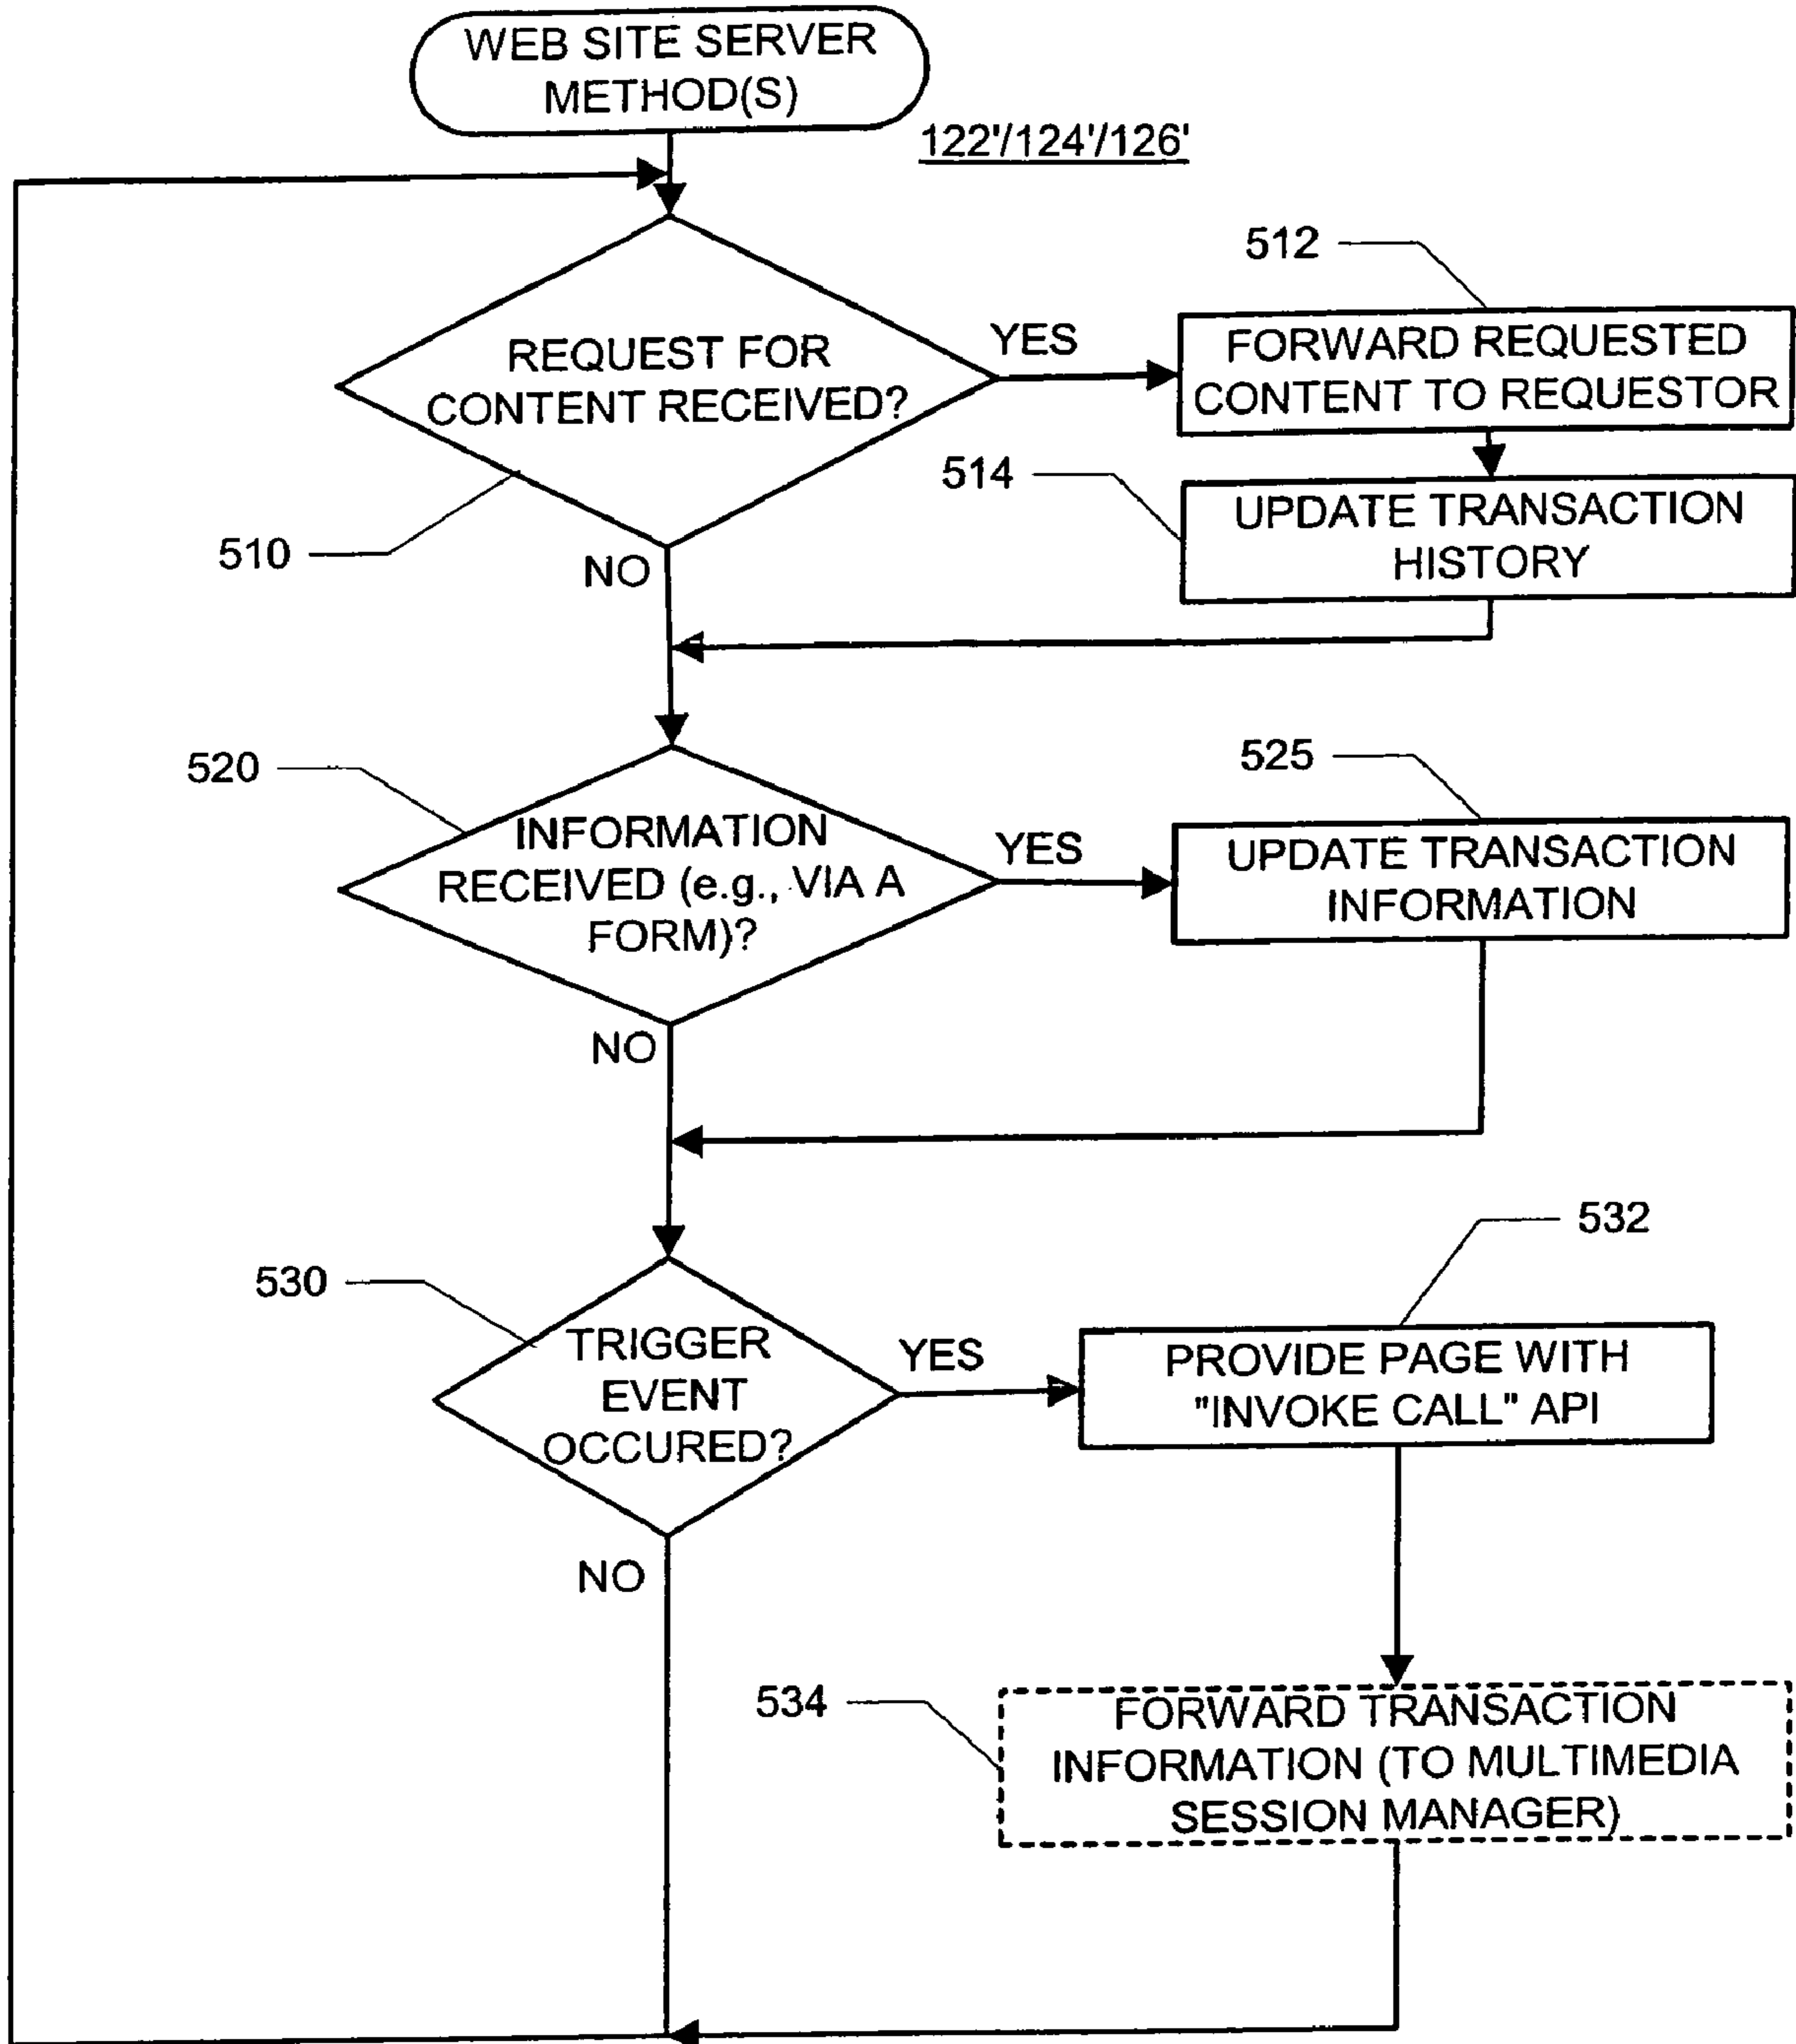 WEB SITE SERVER
METHOD(S)
122'/124'/126'
512
REQUEST FOR
CONTENT RECEIVED?
YES
FORWARD REQUESTED
CONTENT TO REQUESTOR
510
NO
514
UPDATE TRANSACTION
HISTORY
520
INFORMATION
RECEIVED (e.g., VIA A
FORM)?
YES
525
UPDATE TRANSACTION
INFORMATION
NO
530
TRIGGER
EVENT
OCCURED?
YES
532
PROVIDE PAGE WITH
"INVOKE CALL" API
NO
534
FORWARD TRANSACTION
INFORMATION (TO MULTIMEDIA
SESSION MANAGER)